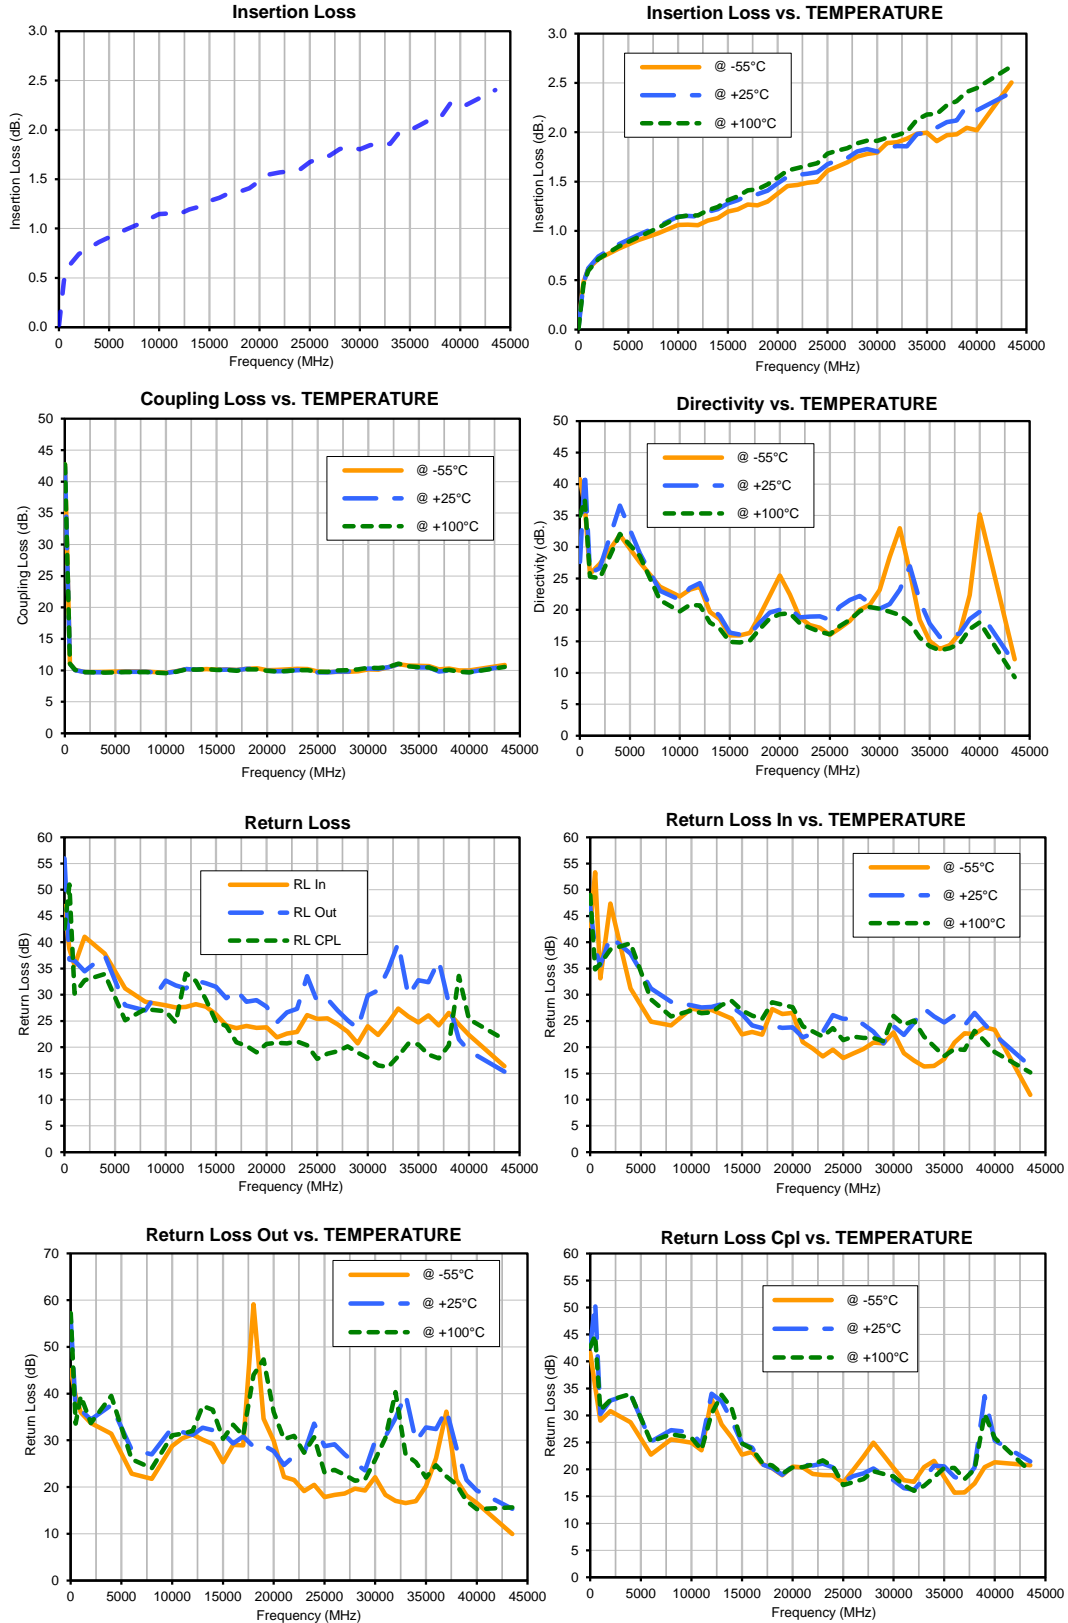 Insertion Loss
3.0
2.5
2.0
1.5
1.0
0.5
0.0
Insertion Loss (dB.)
0 5000 10000 15000 20000 25000 30000 35000 40000 45000
Frequency (MHz)
Insertion Loss vs. TEMPERATURE
3.0
2.5
2.0
1.5
1.0
0.5
0.0
Insertion Loss (dB.)
@ -55°C
@ +25°C
@ +100°C
0 5000 10000 15000 20000 25000 30000 35000 40000 45000
Frequency (MHz)
Coupling Loss vs. TEMPERATURE
50
45
40
35
30
25
20
15
10
5
0
Coupling Loss (dB.)
@ -55°C
@ +25°C
@ +100°C
0 5000 10000 15000 20000 25000 30000 35000 40000 45000
Frequency (MHz)
Directivity vs. TEMPERATURE
50
45
40
35
30
25
20
15
10
5
0
Directivity (dB.)
@ -55°C
@ +25°C
@ +100°C
0 5000 10000 15000 20000 25000 30000 35000 40000 45000
Frequency (MHz)
Return Loss
60
55
50
45
40
35
30
25
20
15
10
5
0
Return Loss (dB)
RL In
RL Out
RL CPL
0 5000 10000 15000 20000 25000 30000 35000 40000 45000
Frequency (MHz)
Return Loss In vs. TEMPERATURE
60
55
50
45
40
35
30
25
20
15
10
5
0
Return Loss (dB)
@ -55°C
@ +25°C
@ +100°C
0 5000 10000 15000 20000 25000 30000 35000 40000 45000
Frequency (MHz)
Return Loss Out vs. TEMPERATURE
70
60
50
40
30
20
10
0
Return Loss (dB)
@ -55°C
@ +25°C
@ +100°C
0 5000 10000 15000 20000 25000 30000 35000 40000 45000
Frequency (MHz)
Return Loss Cpl vs. TEMPERATURE
60
55
50
45
40
35
30
25
20
15
10
5
0
Return Loss (dB)
@ -55°C
@ +25°C
@ +100°C
0 5000 10000 15000 20000 25000 30000 35000 40000 45000
Frequency (MHz)